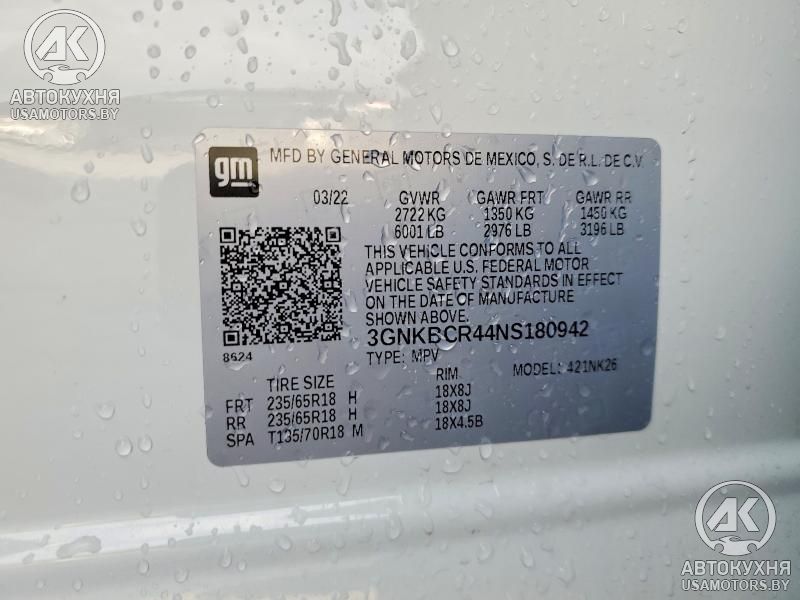 AK
АВТОКУХНЯ
USAMOTORS.BY
gm
MFD BY GENERAL MOTORS DE MEXICO, S. DE R.L. DE C.V.
03/22 GVWR GAWR FRT GAWR RR
2722 KG 1350 KG 1450 KG
6001 LB 2976 LB 3196 LB
THIS VEHICLE CONFORMS TO ALL
APPLICABLE U.S. FEDERAL MOTOR
VEHICLE SAFETY STANDARDS IN EFFECT
ON THE DATE OF MANUFACTURE
SHOWN ABOVE.
3GNKBCR44NS180942
8624
TYPE: MPV MODEL: 421NK26
TIRE SIZE RIM
FRT 235/65R18 H 18X8J
RR 235/65R18 H 18X8J
SPA T135/70R18 M 18X4.5B
AK
АВТОКУХНЯ
USAMOTORS.BY